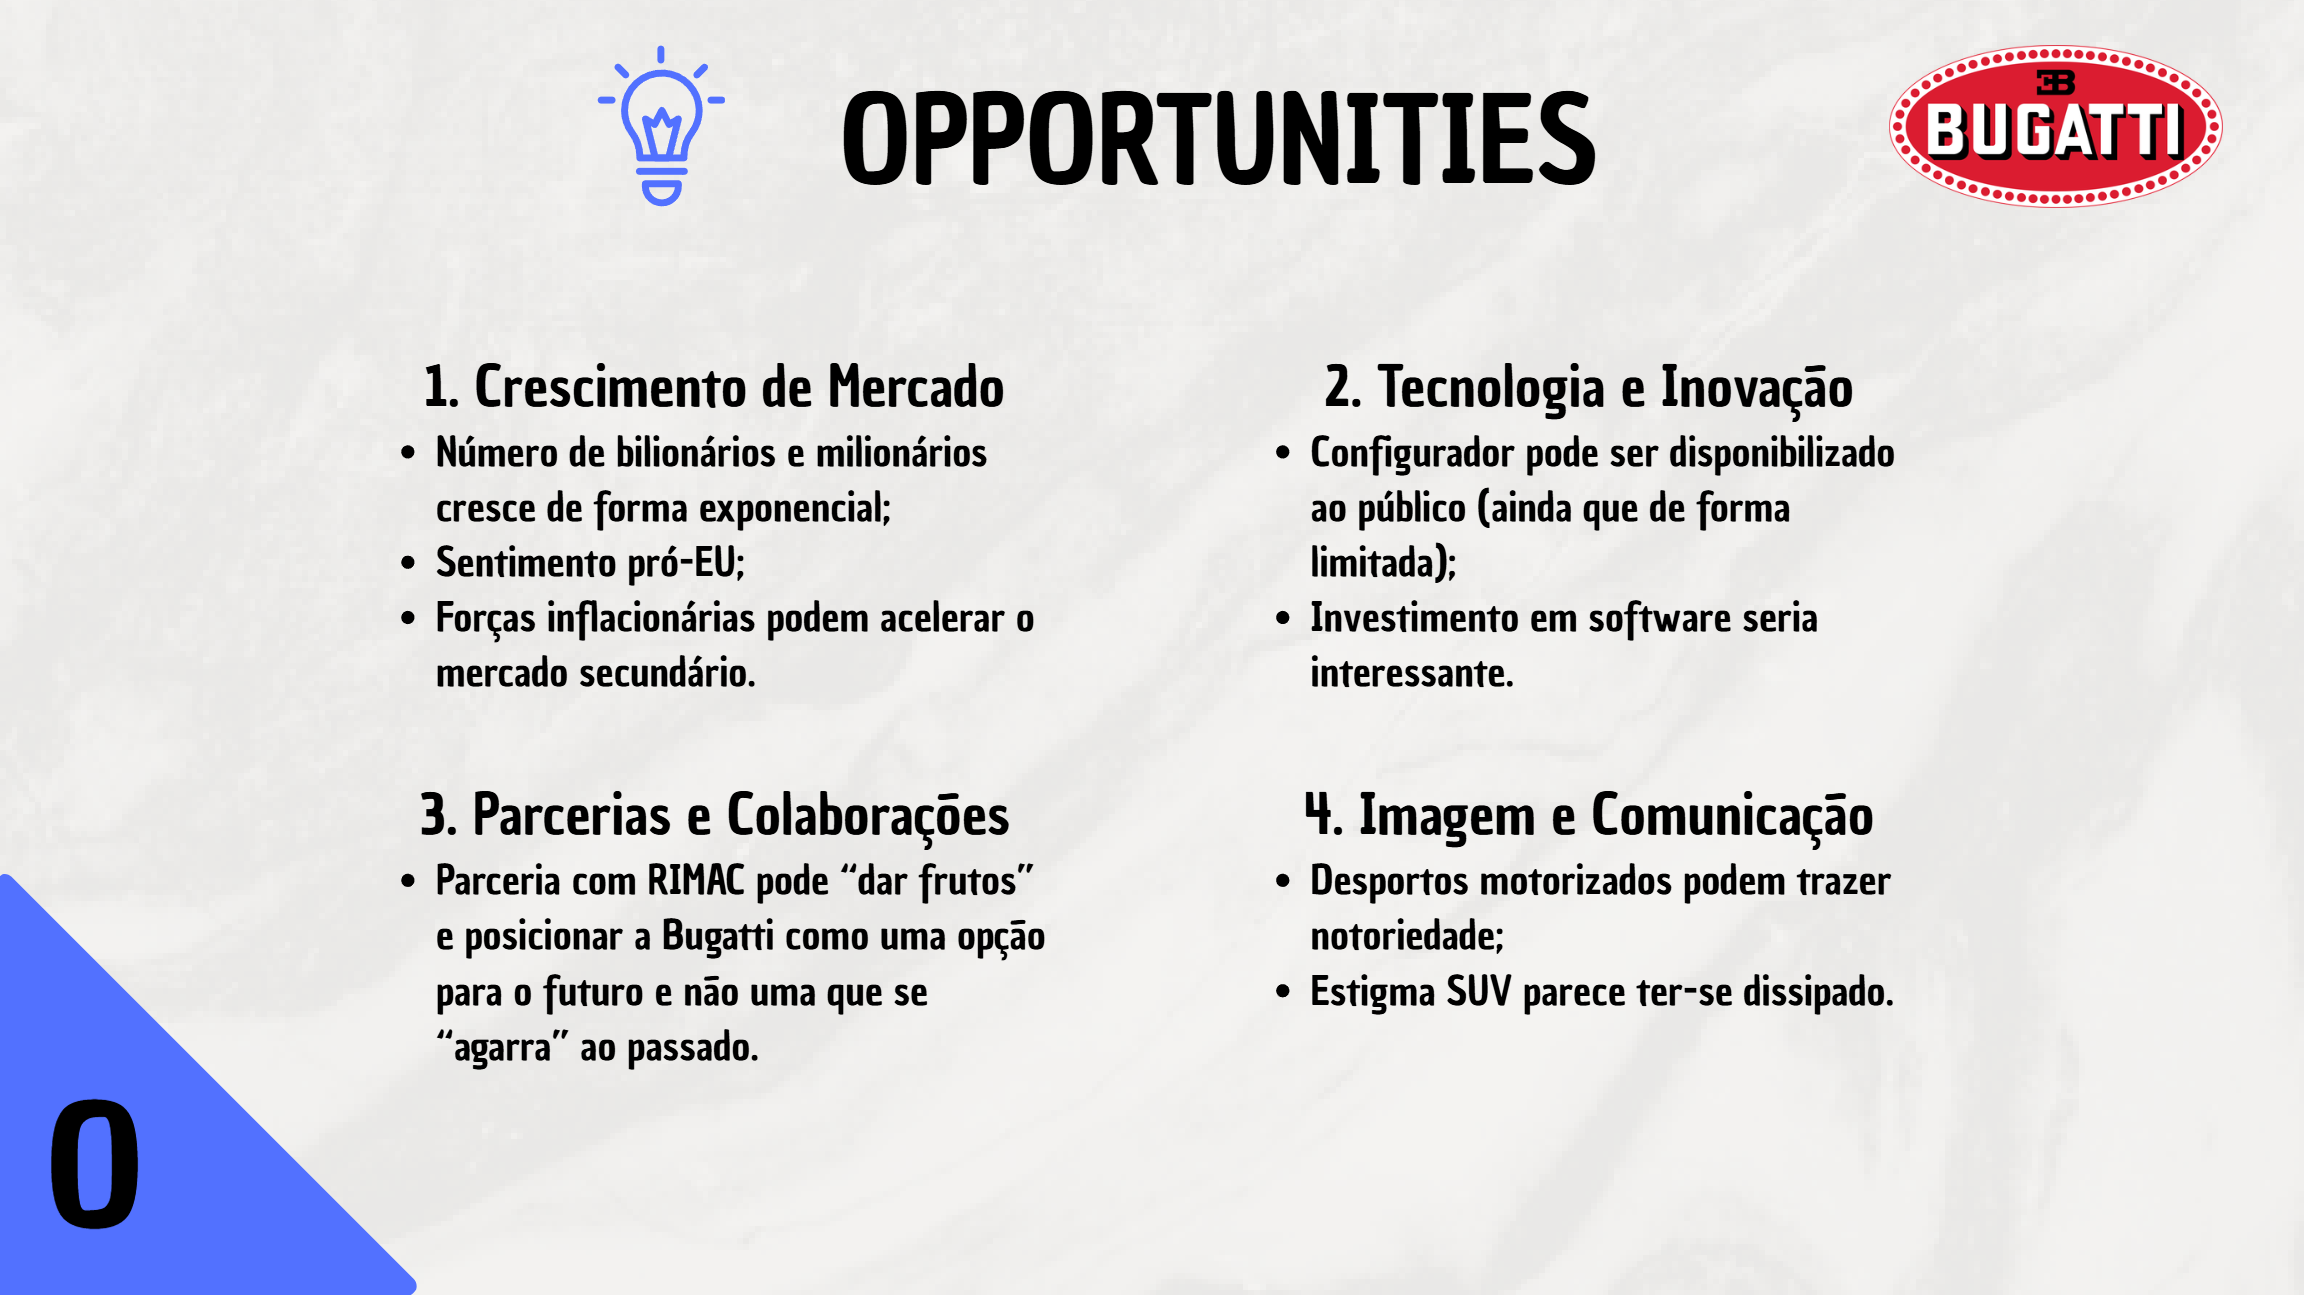 OPPORTUNITIES
EB
BUGATTI
1. Crescimento de Mercado
• Número de bilionários e milionários
cresce de forma exponencial;
• Sentimento pró-EU;
• Forças inflacionárias podem acelerar o
mercado secundário.
2. Tecnologia e Inovação
• Configurador pode ser disponibilizado
ao público (ainda que de forma
limitada);
• Investimento em software seria
interessante.
3. Parcerias e Colaborações
• Parceria com RIMAC pode “dar frutos”
e posicionar a Bugatti como uma opção
para o futuro e não uma que se
“agarra” ao passado.
4. Imagem e Comunicação
• Desportos motorizados podem trazer
notoriedade;
• Estigma SUV parece ter-se dissipado.
O